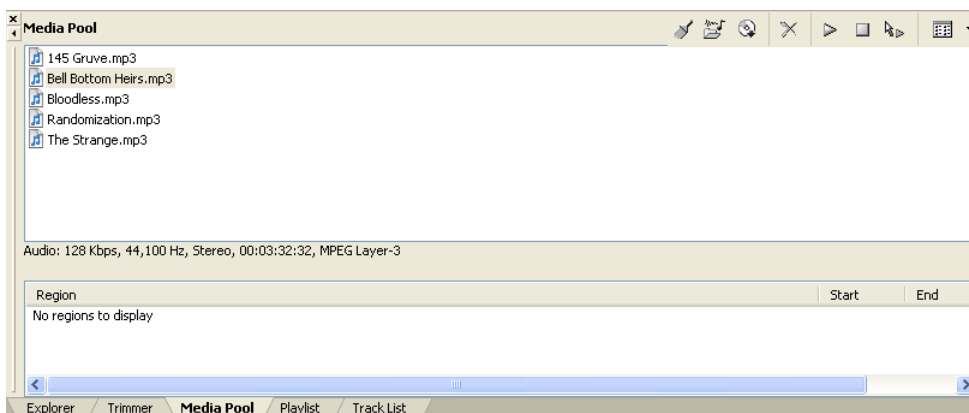 Media Pool
145 Gruve.mp3
Bell Bottom Heirs.mp3
Bloodless.mp3
Randomization.mp3
The Strange.mp3
Audio: 128 Kbps, 44,100 Hz, Stereo, 00:03:32:32, MPEG Layer-3
Region Start End
No regions to display
Explorer Trimmer Media Pool Playlist Track List